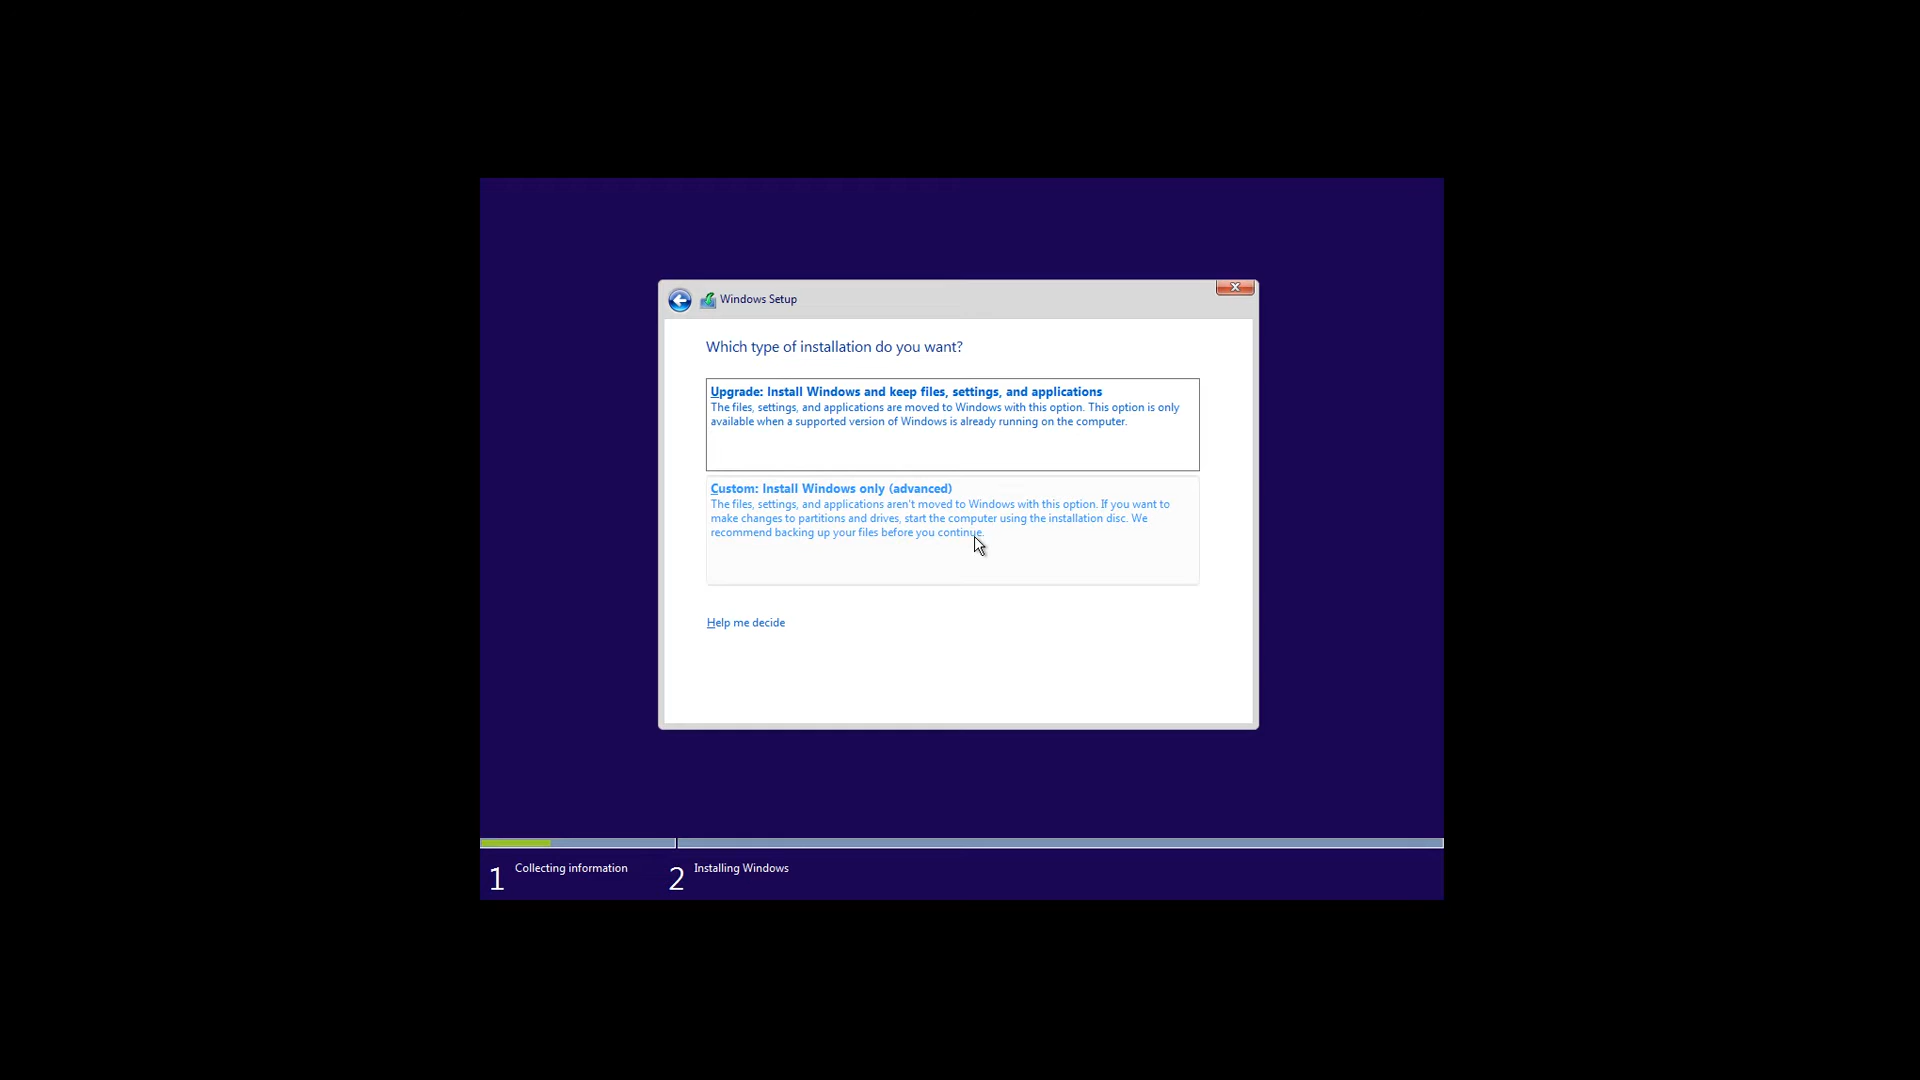 Windows Setup
Which type of installation do you want?
Upgrade: Install Windows and keep files, settings, and applications
The files, settings, and applications are moved to Windows with this option. This option is only
available when a supported version of Windows is already running on the computer.
Custom: Install Windows only (advanced)
The files, settings, and applications aren't moved to Windows with this option. If you want to
make changes to partitions and drives, start the computer using the installation disc. We
recommend backing up your files before you continue.
Help me decide
1 Collecting information
2 Installing Windows